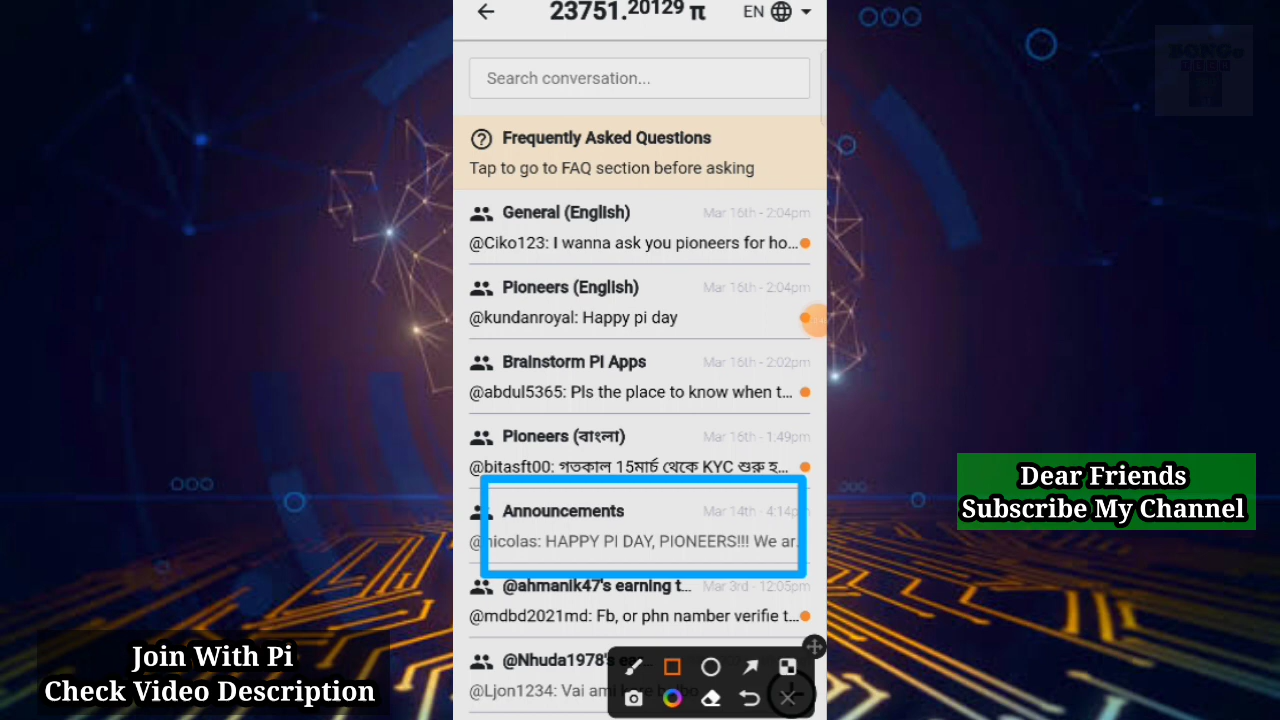 23751.20129 π
EN
Search conversation...
Frequently Asked Questions
Tap to go to FAQ section before asking
General (English) Mar 16th - 2:04pm
@Ciko123: I wanna ask you pioneers for ho...
Pioneers (English) Mar 16th - 2:04pm
@kundanroyal: Happy pi day
Brainstorm PI Apps Mar 16th - 2:02pm
@abdul5365: Pls the place to know when t...
Pioneers (বাংলা) Mar 16th - 1:49pm
@bitasft00: গতকাল 15মার্চ থেকে KYC শুরু হ...
Announcements Mar 14th - 4:14pm
@nicolas: HAPPY PI DAY, PIONEERS!!! We ar...
@ahmanik47's earning t... Mar 3rd - 12:05pm
@mdbd2021md: Fb, or phn namber verifie t...
@Nhuda1978's
@Ljon1234: Vai ami
Dear Friends
Subscribe My Channel
Join With Pi
Check Video Description